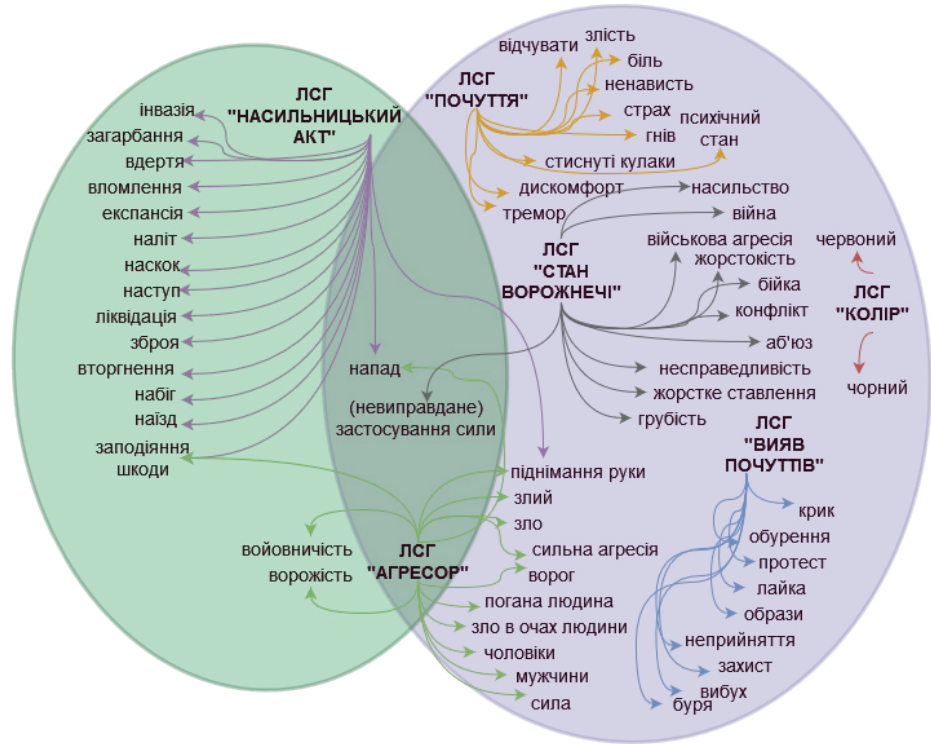 ЛСГ
"НАСИЛЬНИЦЬКИЙ
АКТ"
інвазія
загарбання
вдертя
вломлення
експансія
наліт
наскок
наступ
ліквідація
зброя
вторгнення
набіг
наїзд
заподіяння
шкоди
напад
(невиправдане)
застосування сили
ЛСГ
"АГРЕСОР"
войовничість
ворожість
піднімання руки
злий
зло
сильна агресія
ворог
погана людина
зло в очах людини
чоловіки
мужчини
сила
ЛСГ
"ПОЧУТТЯ"
відчувати
злість
біль
ненависть
страх
гнів
психічний
стан
стиснуті кулаки
дискомфорт
тремор
ЛСГ
"СТАН
ВОРОЖНЕЧІ"
насильство
війна
військова агресія
жорстокість
бійка
конфлікт
аб'юз
несправедливість
жорстке ставлення
грубість
червоний
ЛСГ
"КОЛІР"
чорний
ЛСГ
"ВИЯВ
ПОЧУТТІВ"
крик
обурення
протест
лайка
образи
неприйняття
захист
вибух
буря